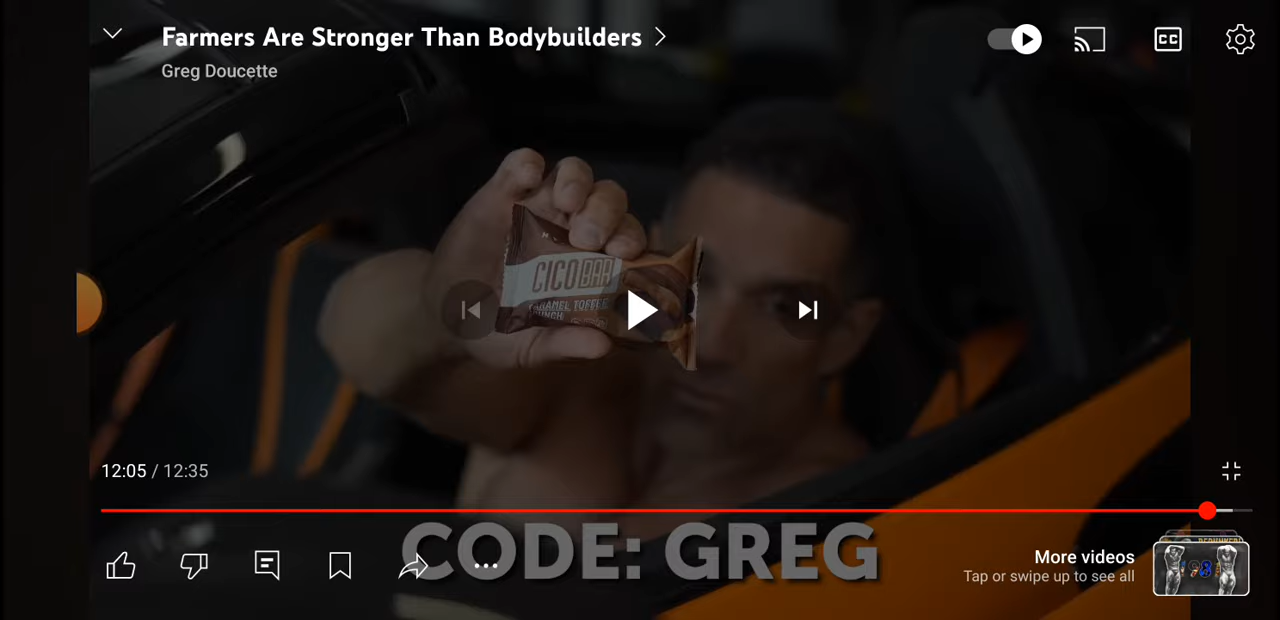 Farmers Are Stronger Than Bodybuilders
Greg Doucette
CC
CICO BAR
CARAMEL TOFFEE
12:05 / 12:35
CODE: GREG
More videos
Tap or swipe up to see all